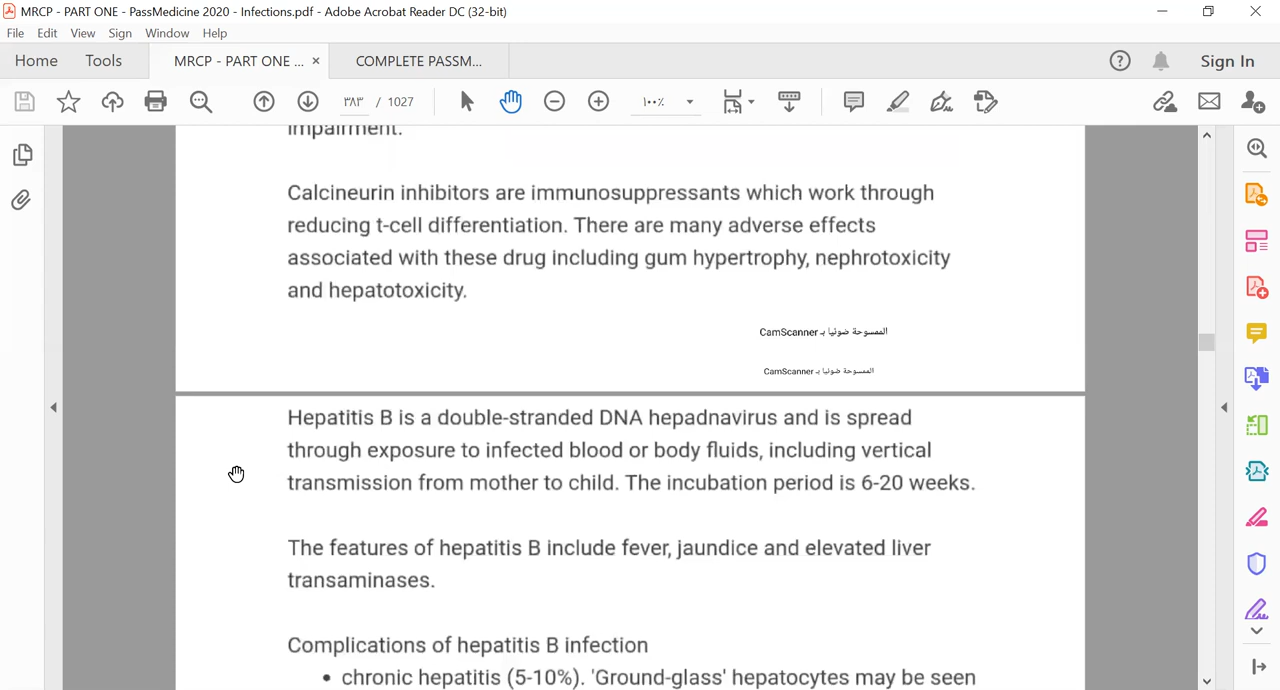 MRCP - PART ONE - PassMedicine 2020 - Infections.pdf - Adobe Acrobat Reader DC (32-bit)
File Edit View Sign Window Help
Home Tools MRCP - PART ONE ... × COMPLETE PASSM... Sign In
٣٨٣ / 1027 ١٠٠٪
impairment.
Calcineurin inhibitors are immunosuppressants which work through
reducing t-cell differentiation. There are many adverse effects
associated with these drug including gum hypertrophy, nephrotoxicity
and hepatotoxicity.
الممسوحة ضوئيا بـ CamScanner
الممسوحة ضوئيا بـ CamScanner
Hepatitis B is a double-stranded DNA hepadnavirus and is spread
through exposure to infected blood or body fluids, including vertical
transmission from mother to child. The incubation period is 6-20 weeks.
The features of hepatitis B include fever, jaundice and elevated liver
transaminases.
Complications of hepatitis B infection
• chronic hepatitis (5-10%). 'Ground-glass' hepatocytes may be seen